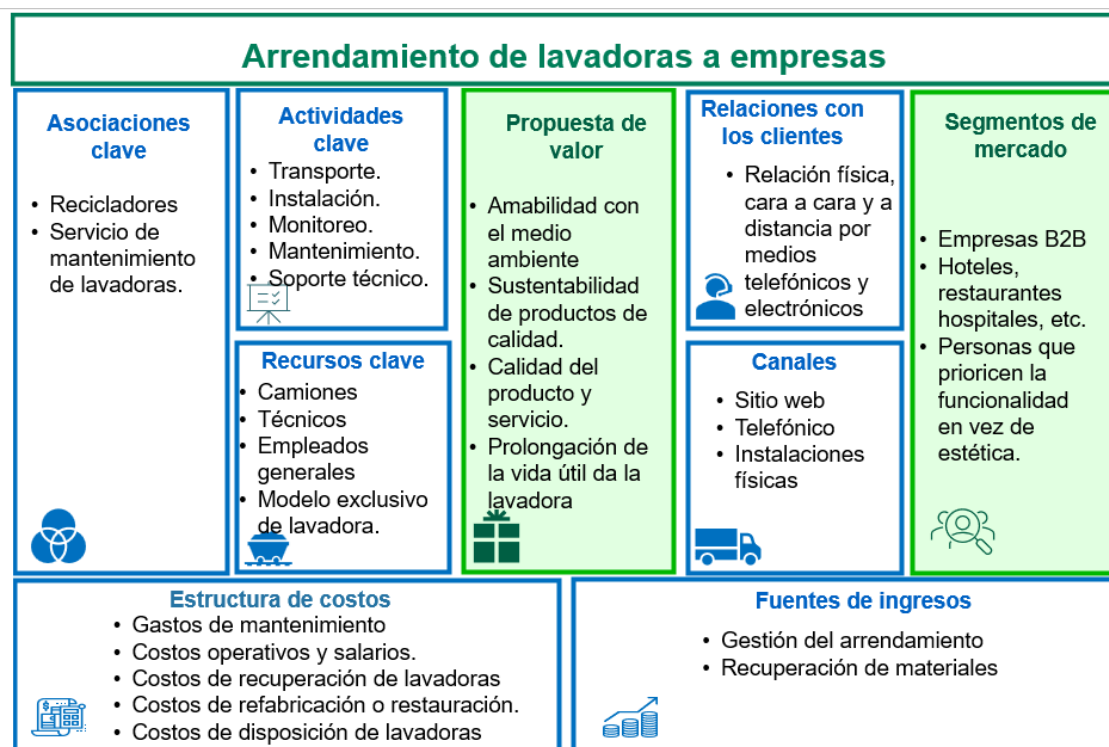 Arrendamiento de lavadoras a empresas
Asociaciones
clave
• Recicladores
• Servicio de
mantenimiento
de lavadoras.
Actividades
clave
• Transporte.
• Instalación.
• Monitoreo.
• Mantenimiento.
• Soporte técnico.
Recursos clave
• Camiones
• Técnicos
• Empleados
generales
• Modelo exclusivo
de lavadora.
Propuesta de
valor
• Amabilidad con
el medio
ambiente
• Sustentabilidad
de productos de
calidad.
• Calidad del
producto y
servicio.
• Prolongación de
la vida útil da la
lavadora
Relaciones con
los clientes
• Relación física,
cara a cara y a
distancia por
medios
telefónicos y
electrónicos
Canales
• Sitio web
• Telefónico
• Instalaciones
físicas
Segmentos de
mercado
• Empresas B2B
• Hoteles,
restaurantes
hospitales, etc.
• Personas que
prioricen la
funcionalidad
en vez de
estética.
Estructura de costos
• Gastos de mantenimiento
• Costos operativos y salarios.
• Costos de recuperación de lavadoras
• Costos de refabricación o restauración.
• Costos de disposición de lavadoras
Fuentes de ingresos
• Gestión del arrendamiento
• Recuperación de materiales